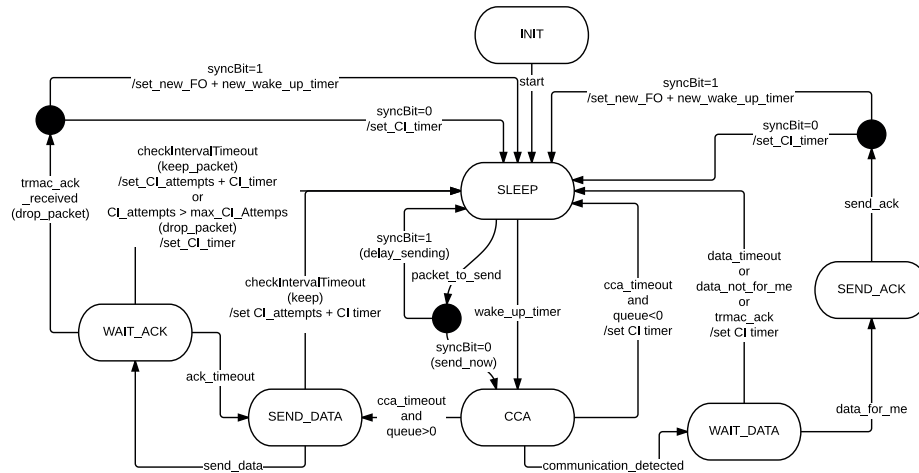 INIT
start
syncBit=1
/set_new_FO + new_wake_up_timer
syncBit=0
/set_CI_timer
syncBit=1
/set_new_FO + new_wake_up_timer
syncBit=0
/set_CI_timer
trmac_ack
_received
(drop_packet)
checkIntervalTimeout
(keep_packet)
/set_CI_attempts + CI_timer
or
CI_attempts > max_CI_Attemps
(drop_packet)
/set_CI_timer
SLEEP
send_ack
syncBit=1
(delay_sending)
packet_to_send
checkIntervalTimeout
(keep)
/set CI_attempts + CI timer
wake_up_timer
cca_timeout
and
queue<0
/set CI timer
data_timeout
or
data_not_for_me
or
trmac_ack
/set CI timer
SEND_ACK
WAIT_ACK
syncBit=0
(send_now)
ack_timeout
SEND_DATA
cca_timeout
and
queue>0
CCA
WAIT_DATA
data_for_me
send_data
communication_detected